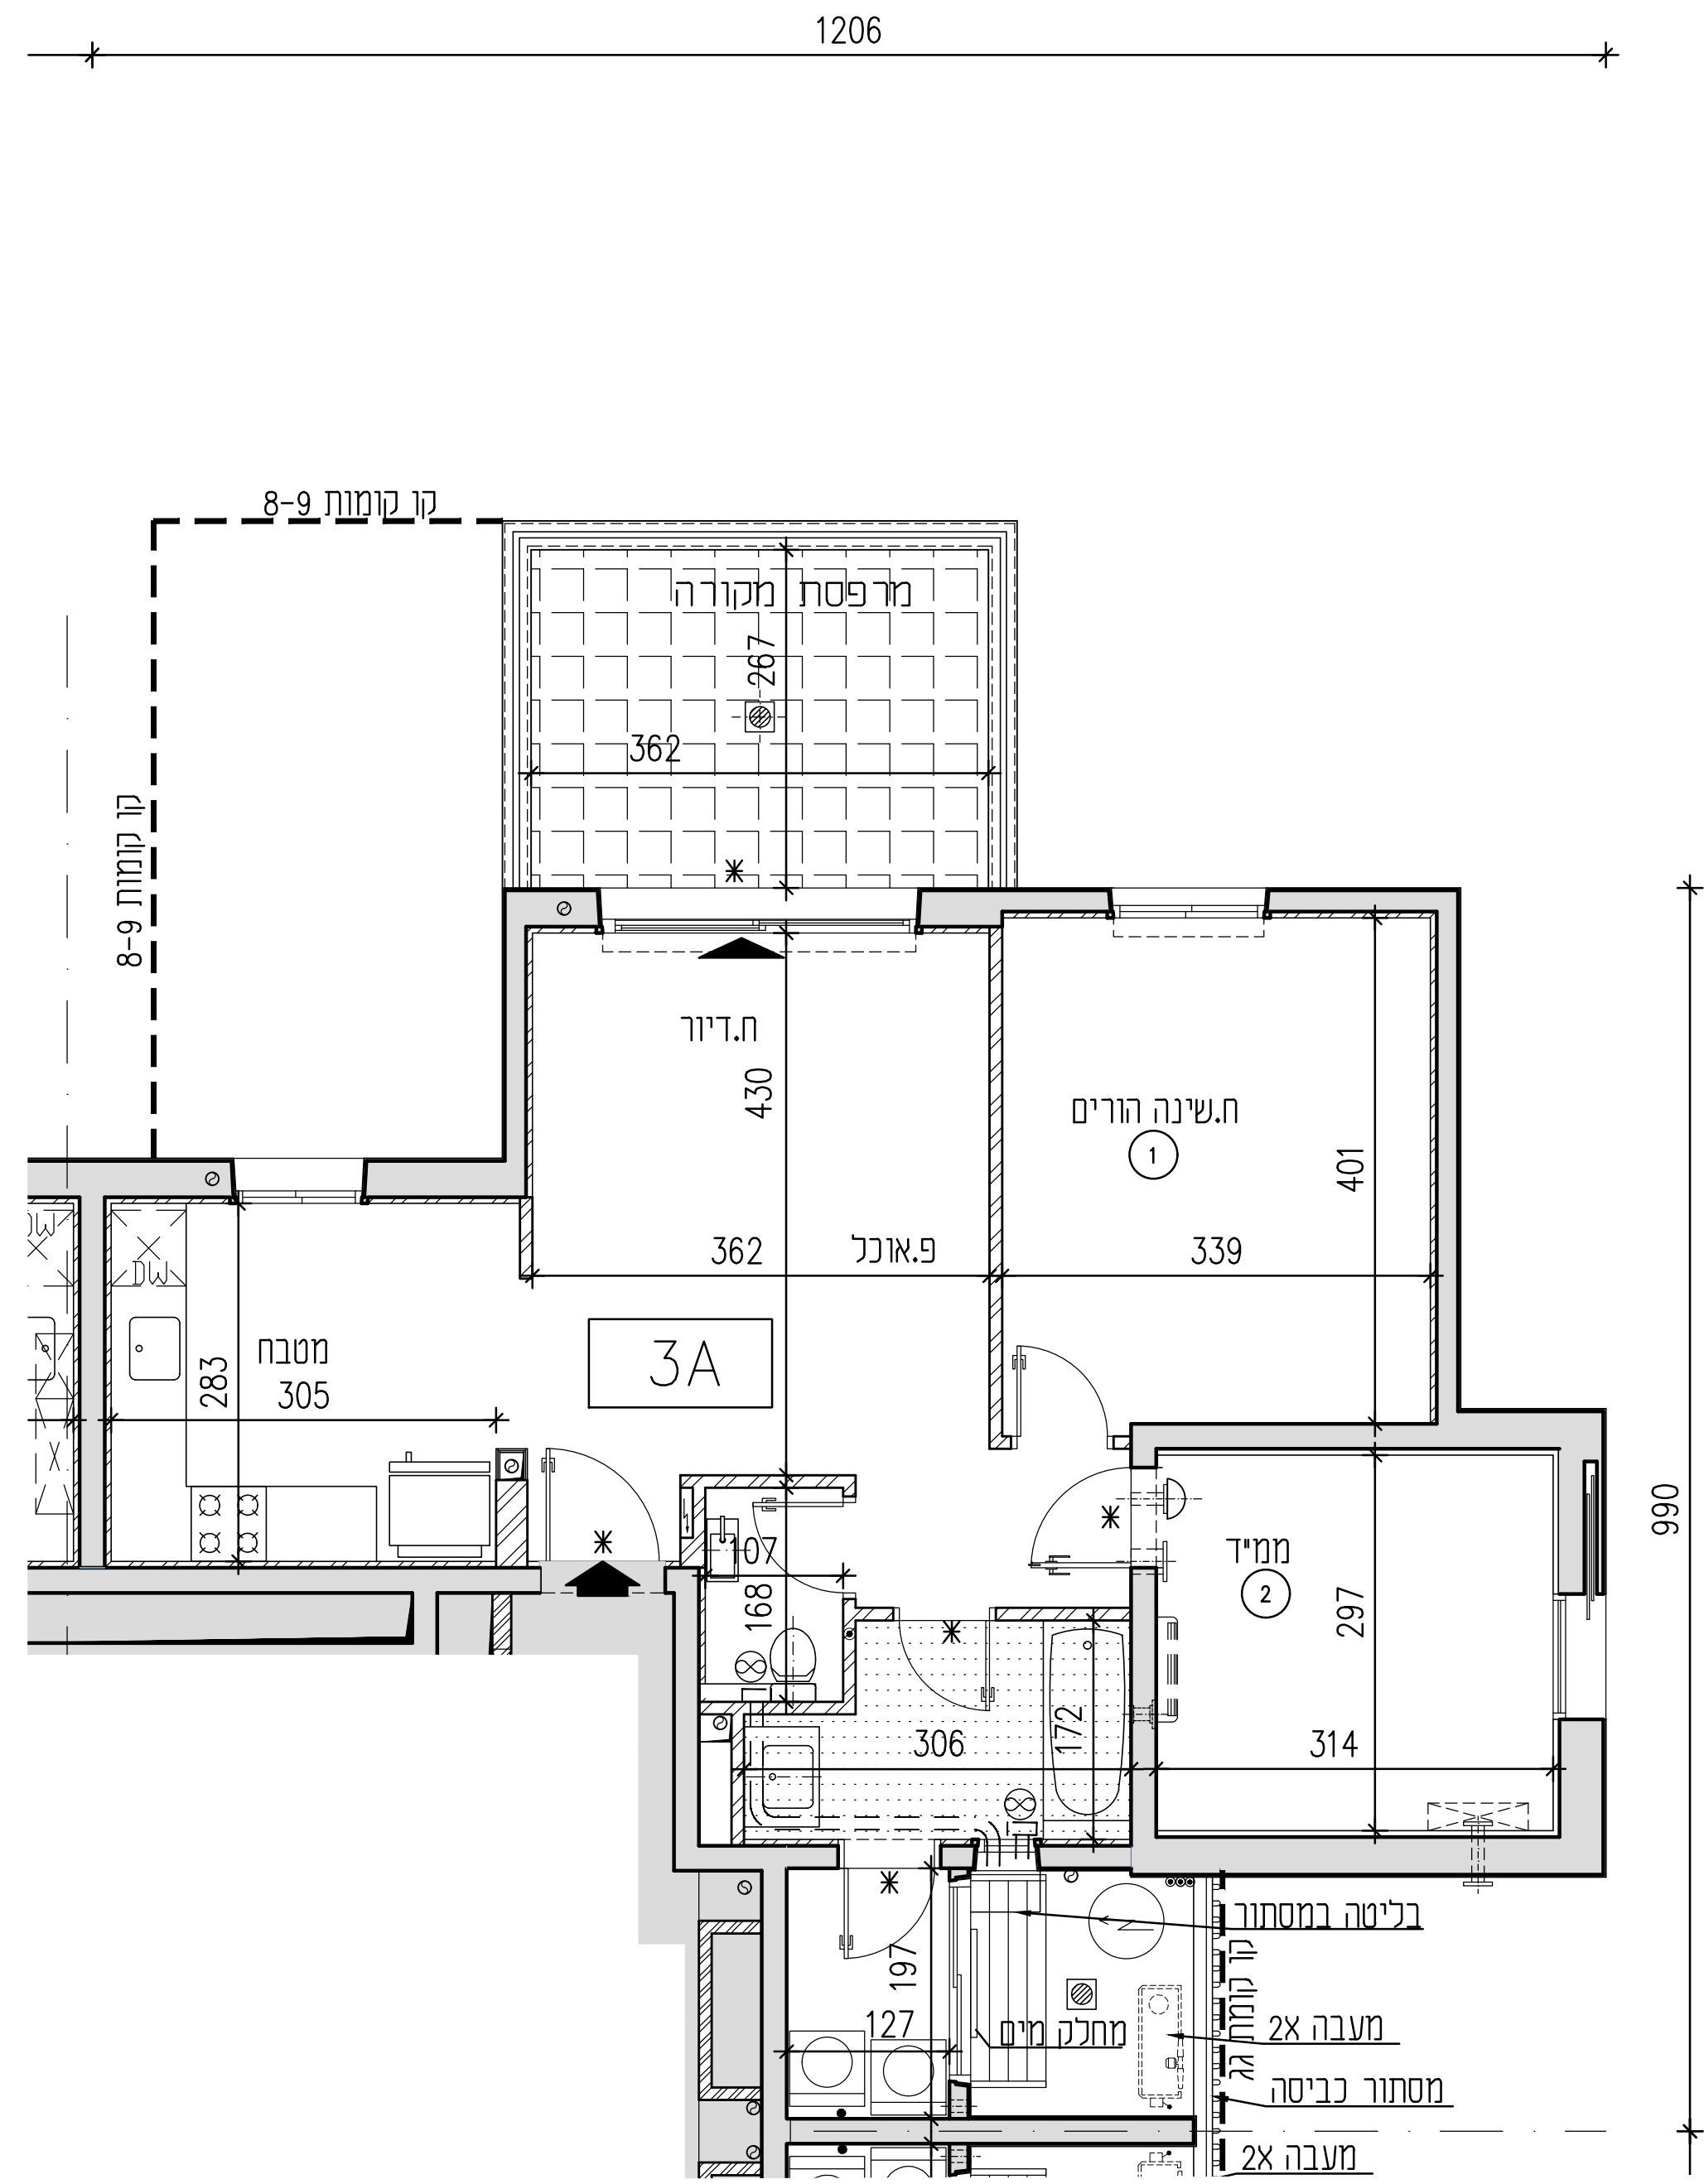 1206
קו קומות 8-9
מרפסת מקורה
267
362
קו קומות 8-9
ח.דיור
430
ח.שינה הורים
1
401
362
פ.אוכל
339
DW
DW
מטבח
305
283
3A
990
107
168
ממ"ד
2
297
306
172
314
בליטה במסתור
קו קומת גג
197
127
מחלק מים
מעבה 2X
מסתור כביסה
מעבה 2X